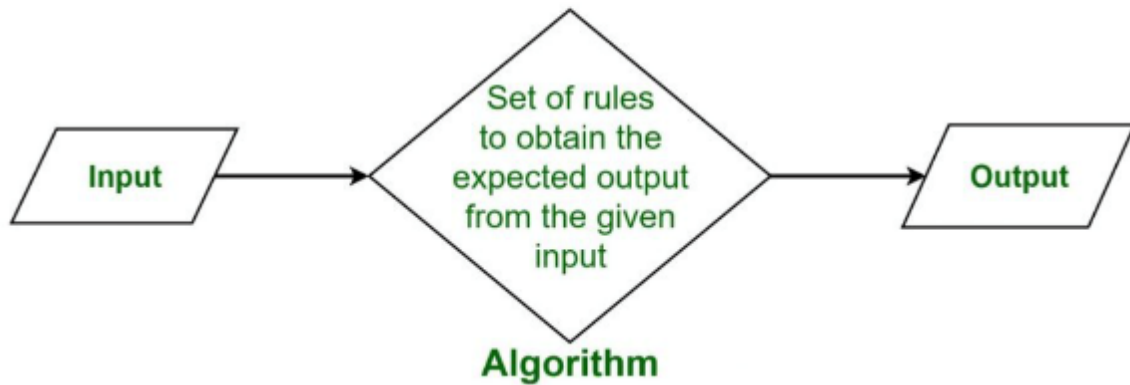 Input
Set of rules
to obtain the
expected output
from the given
input
Output
Algorithm